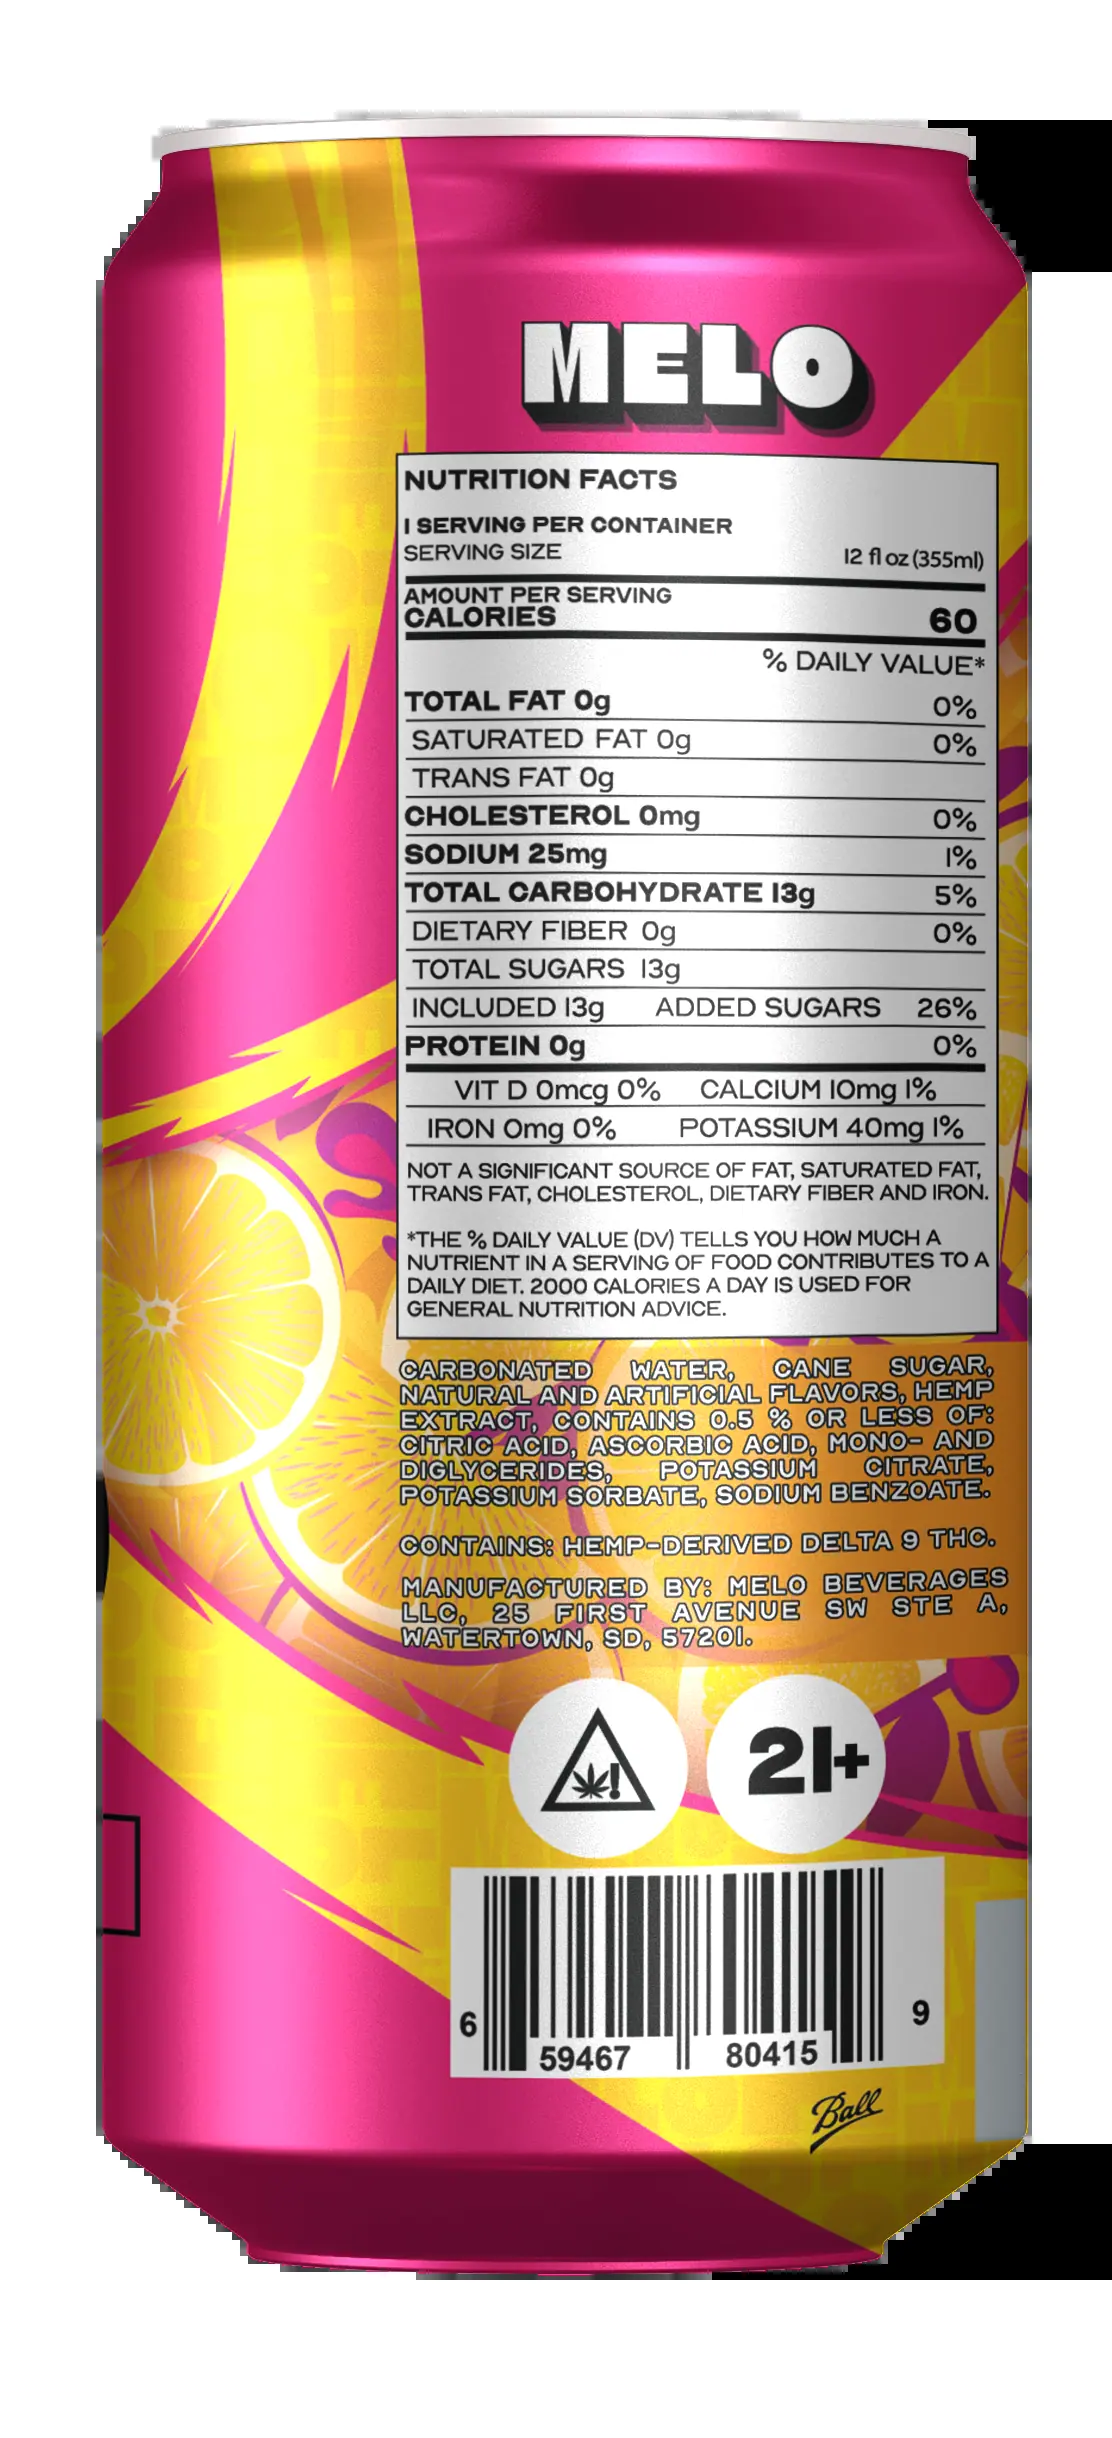 MELO
NUTRITION FACTS
1 SERVING PER CONTAINER
SERVING SIZE 12 fl oz (355ml)
AMOUNT PER SERVING
CALORIES 60
% DAILY VALUE*
TOTAL FAT 0g 0%
SATURATED FAT 0g 0%
TRANS FAT 0g
CHOLESTEROL 0mg 0%
SODIUM 25mg 1%
TOTAL CARBOHYDRATE 13g 5%
DIETARY FIBER 0g 0%
TOTAL SUGARS 13g
INCLUDED 13g ADDED SUGARS 26%
PROTEIN 0g 0%
VIT D 0mcg 0% CALCIUM 10mg 1%
IRON 0mg 0% POTASSIUM 40mg 1%
NOT A SIGNIFICANT SOURCE OF FAT, SATURATED FAT,
TRANS FAT, CHOLESTEROL, DIETARY FIBER AND IRON.
*THE % DAILY VALUE (DV) TELLS YOU HOW MUCH A
NUTRIENT IN A SERVING OF FOOD CONTRIBUTES TO A
DAILY DIET. 2000 CALORIES A DAY IS USED FOR
GENERAL NUTRITION ADVICE.
CARBONATED WATER, CANE SUGAR,
NATURAL AND ARTIFICIAL FLAVORS, HEMP
EXTRACT, CONTAINS 0.5 % OR LESS OF:
CITRIC ACID, ASCORBIC ACID, MONO- AND
DIGLYCERIDES, POTASSIUM CITRATE,
POTASSIUM SORBATE, SODIUM BENZOATE.
CONTAINS: HEMP-DERIVED DELTA 9 THC.
MANUFACTURED BY: MELO BEVERAGES
LLC, 25 FIRST AVENUE SW STE A,
WATERTOWN, SD, 57201.
! 21+
6 59467 80415 9
Ball